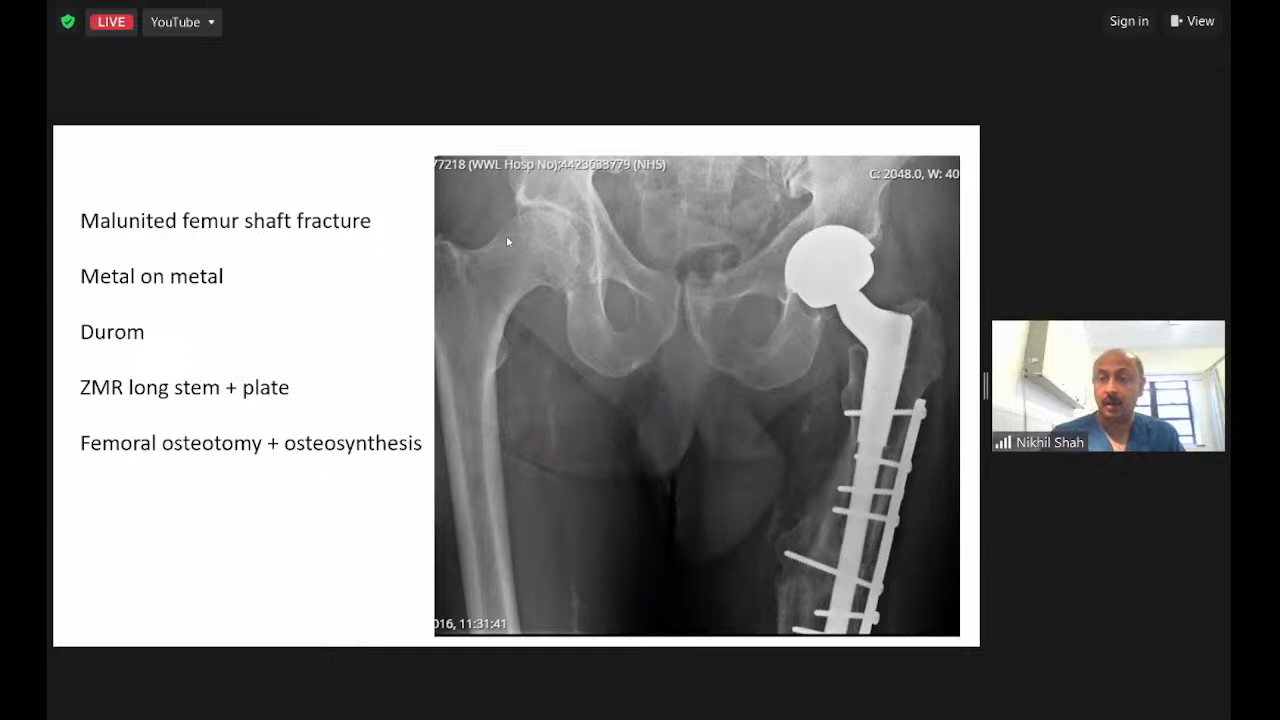 LIVE
YouTube
Sign in
View
77218 (WWL Hosp No);4423633779 (NHS)
C: 2048.0, W: 40
Malunited femur shaft fracture
Metal on metal
Durom
ZMR long stem + plate
Femoral osteotomy + osteosynthesis
Nikhil Shah
016, 11:31:41